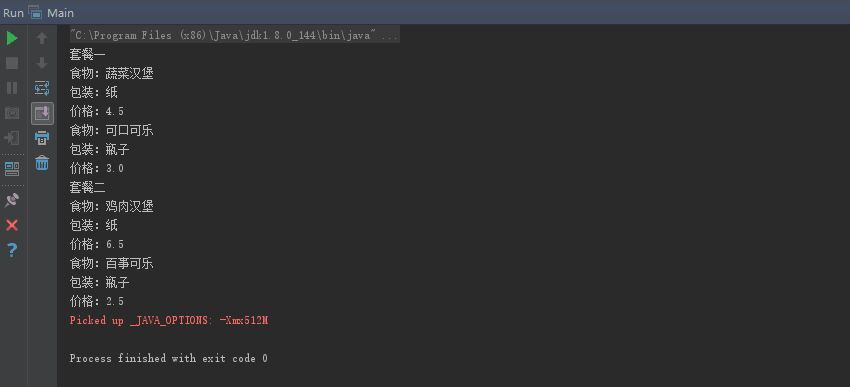 Run Main
"C:\Program Files (x86)\Java\jdk1.8.0_144\bin\java" ...
套餐一
食物：蔬菜汉堡
包装：纸
价格：4.5
食物：可口可乐
包装：瓶子
价格：3.0
套餐二
食物：鸡肉汉堡
包装：纸
价格：6.5
食物：百事可乐
包装：瓶子
价格：2.5
Picked up _JAVA_OPTIONS: -Xmx512M
Process finished with exit code 0